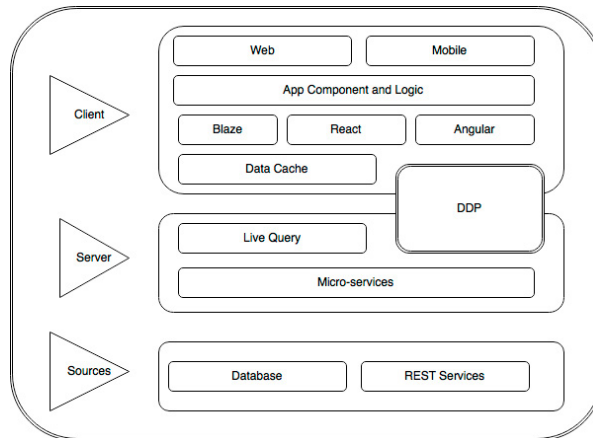 Web
Mobile
App Component and Logic
Client
Blaze
React
Angular
Data Cache
DDP
Live Query
Server
Micro-services
Sources
Database
REST Services